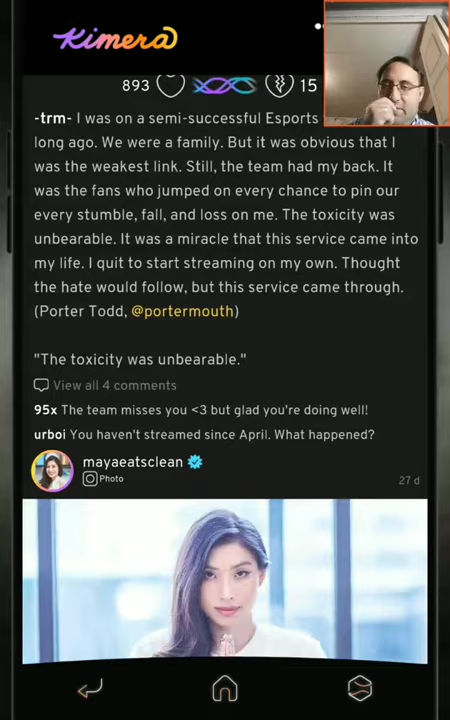 Kimera
893 15
-trm- I was on a semi-successful Esports
long ago. We were a family. But it was obvious that I
was the weakest link. Still, the team had my back. It
was the fans who jumped on every chance to pin our
every stumble, fall, and loss on me. The toxicity was
unbearable. It was a miracle that this service came into
my life. I quit to start streaming on my own. Thought
the hate would follow, but this service came through.
(Porter Todd, @portermouth)
"The toxicity was unbearable."
View all 4 comments
95x The team misses you <3 but glad you're doing well!
urboi You haven't streamed since April. What happened?
mayaeatsclean
Photo
27 d